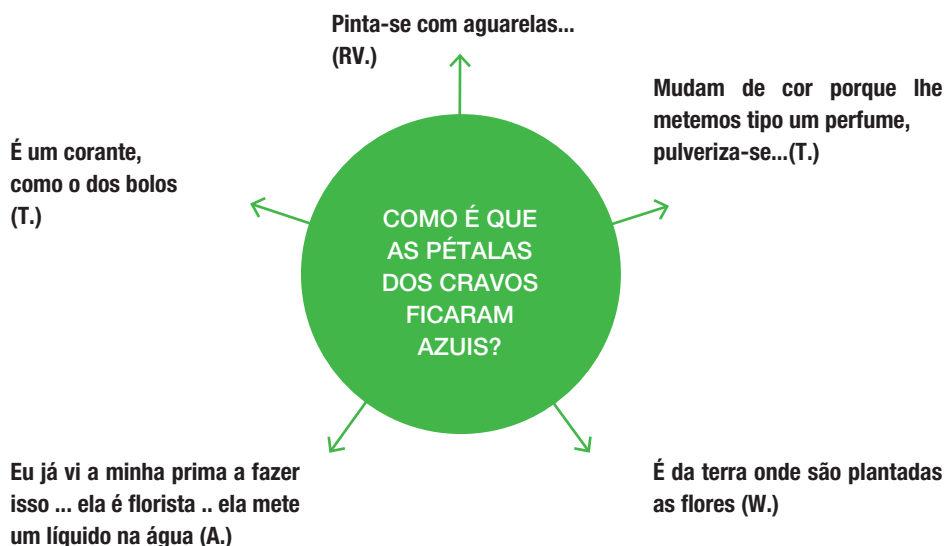 Pinta-se com aguarelas...
(RV.)
Mudam de cor porque lhe
metemos tipo um perfume,
pulveriza-se...(T.)
É um corante,
como o dos bolos
(T.)
COMO É QUE
AS PÉTALAS
DOS CRAVOS
FICARAM
AZUIS?
Eu já vi a minha prima a fazer
isso ... ela é florista .. ela mete
um líquido na água (A.)
É da terra onde são plantadas
as flores (W.)